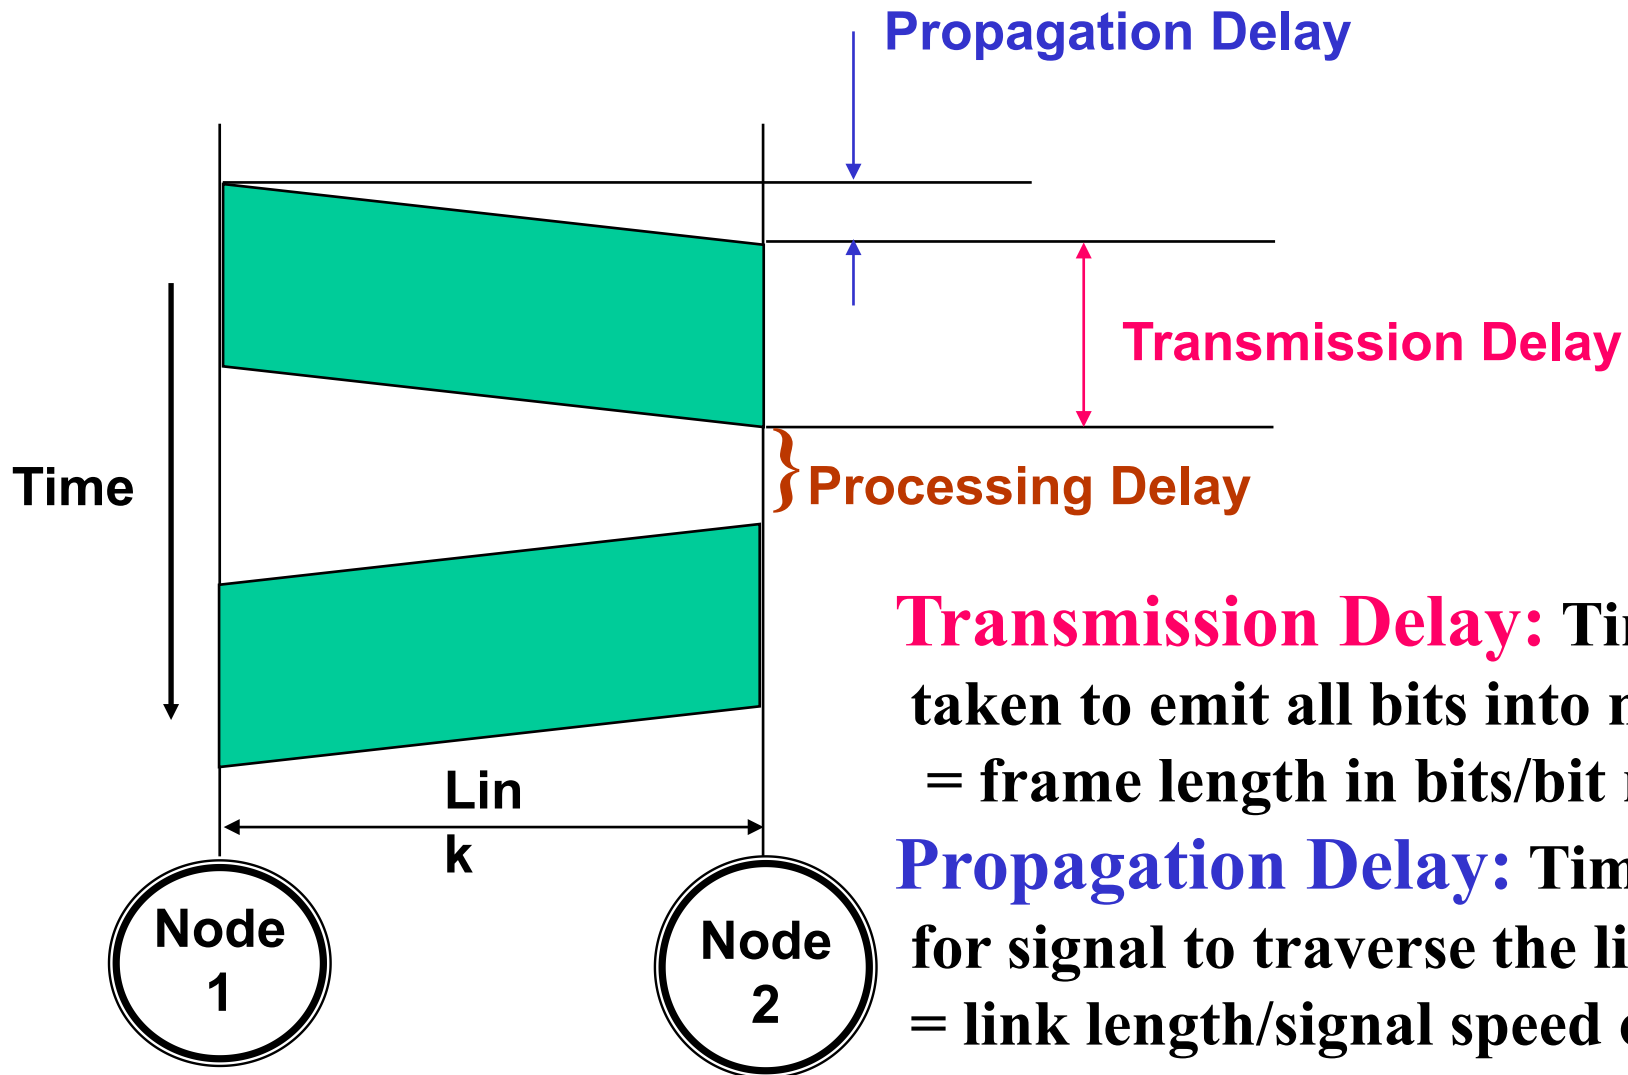 Propagation Delay
Transmission Delay
Time
}Processing Delay
Transmission Delay:
taken to emit all bits into
= frame length in bits/bit
Lin
k
Propagation Delay:
for signal to traverse the
= link length/signal speed
Node
1
Node
2